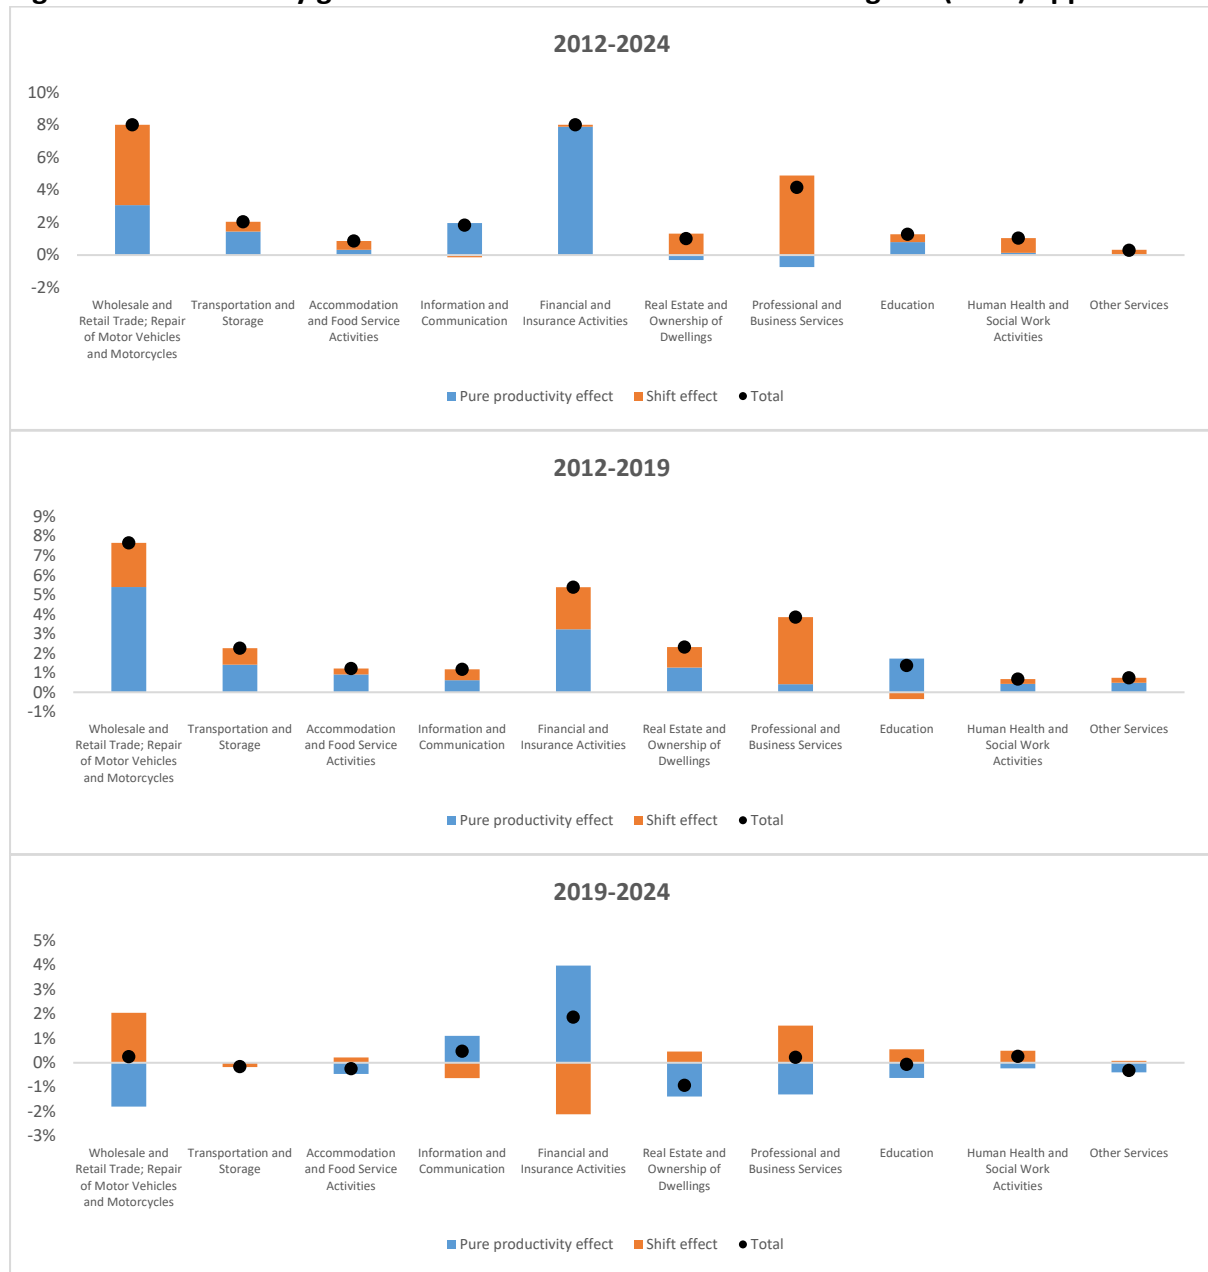 2012-2024
10%
8%
6%
4%
2%
0%
-2%
Wholesale and Retail Trade; Repair of Motor Vehicles and Motorcycles
Transportation and Storage
Accommodation and Food Service Activities
Information and Communication
Financial and Insurance Activities
Real Estate and Ownership of Dwellings
Professional and Business Services
Education
Human Health and Social Work Activities
Other Services
Pure productivity effect
Shift effect
Total
2012-2019
9%
8%
7%
6%
5%
4%
3%
2%
1%
0%
-1%
Wholesale and Retail Trade; Repair of Motor Vehicles and Motorcycles
Transportation and Storage
Accommodation and Food Service Activities
Information and Communication
Financial and Insurance Activities
Real Estate and Ownership of Dwellings
Professional and Business Services
Education
Human Health and Social Work Activities
Other Services
Pure productivity effect
Shift effect
Total
2019-2024
5%
4%
3%
2%
1%
0%
-1%
-2%
-3%
Wholesale and Retail Trade; Repair of Motor Vehicles and Motorcycles
Transportation and Storage
Accommodation and Food Service Activities
Information and Communication
Financial and Insurance Activities
Real Estate and Ownership of Dwellings
Professional and Business Services
Education
Human Health and Social Work Activities
Other Services
Pure productivity effect
Shift effect
Total